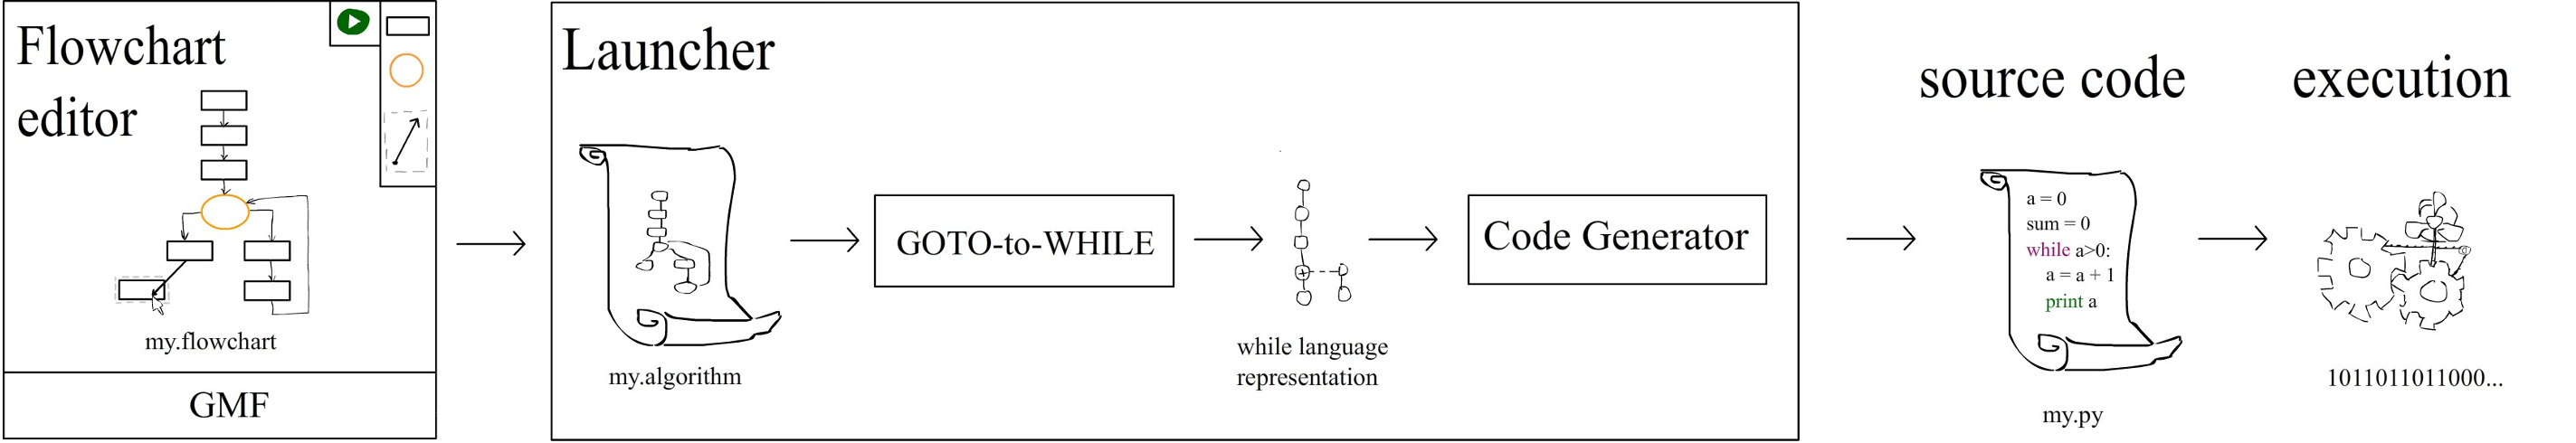 Flowchart
editor
my.flowchart
GMF
Launcher
my.algorithm
GOTO-to-WHILE
while language
representation
Code Generator
source code
a = 0
sum = 0
while a>0:
a = a + 1
print a
my.py
execution
1011011011000...